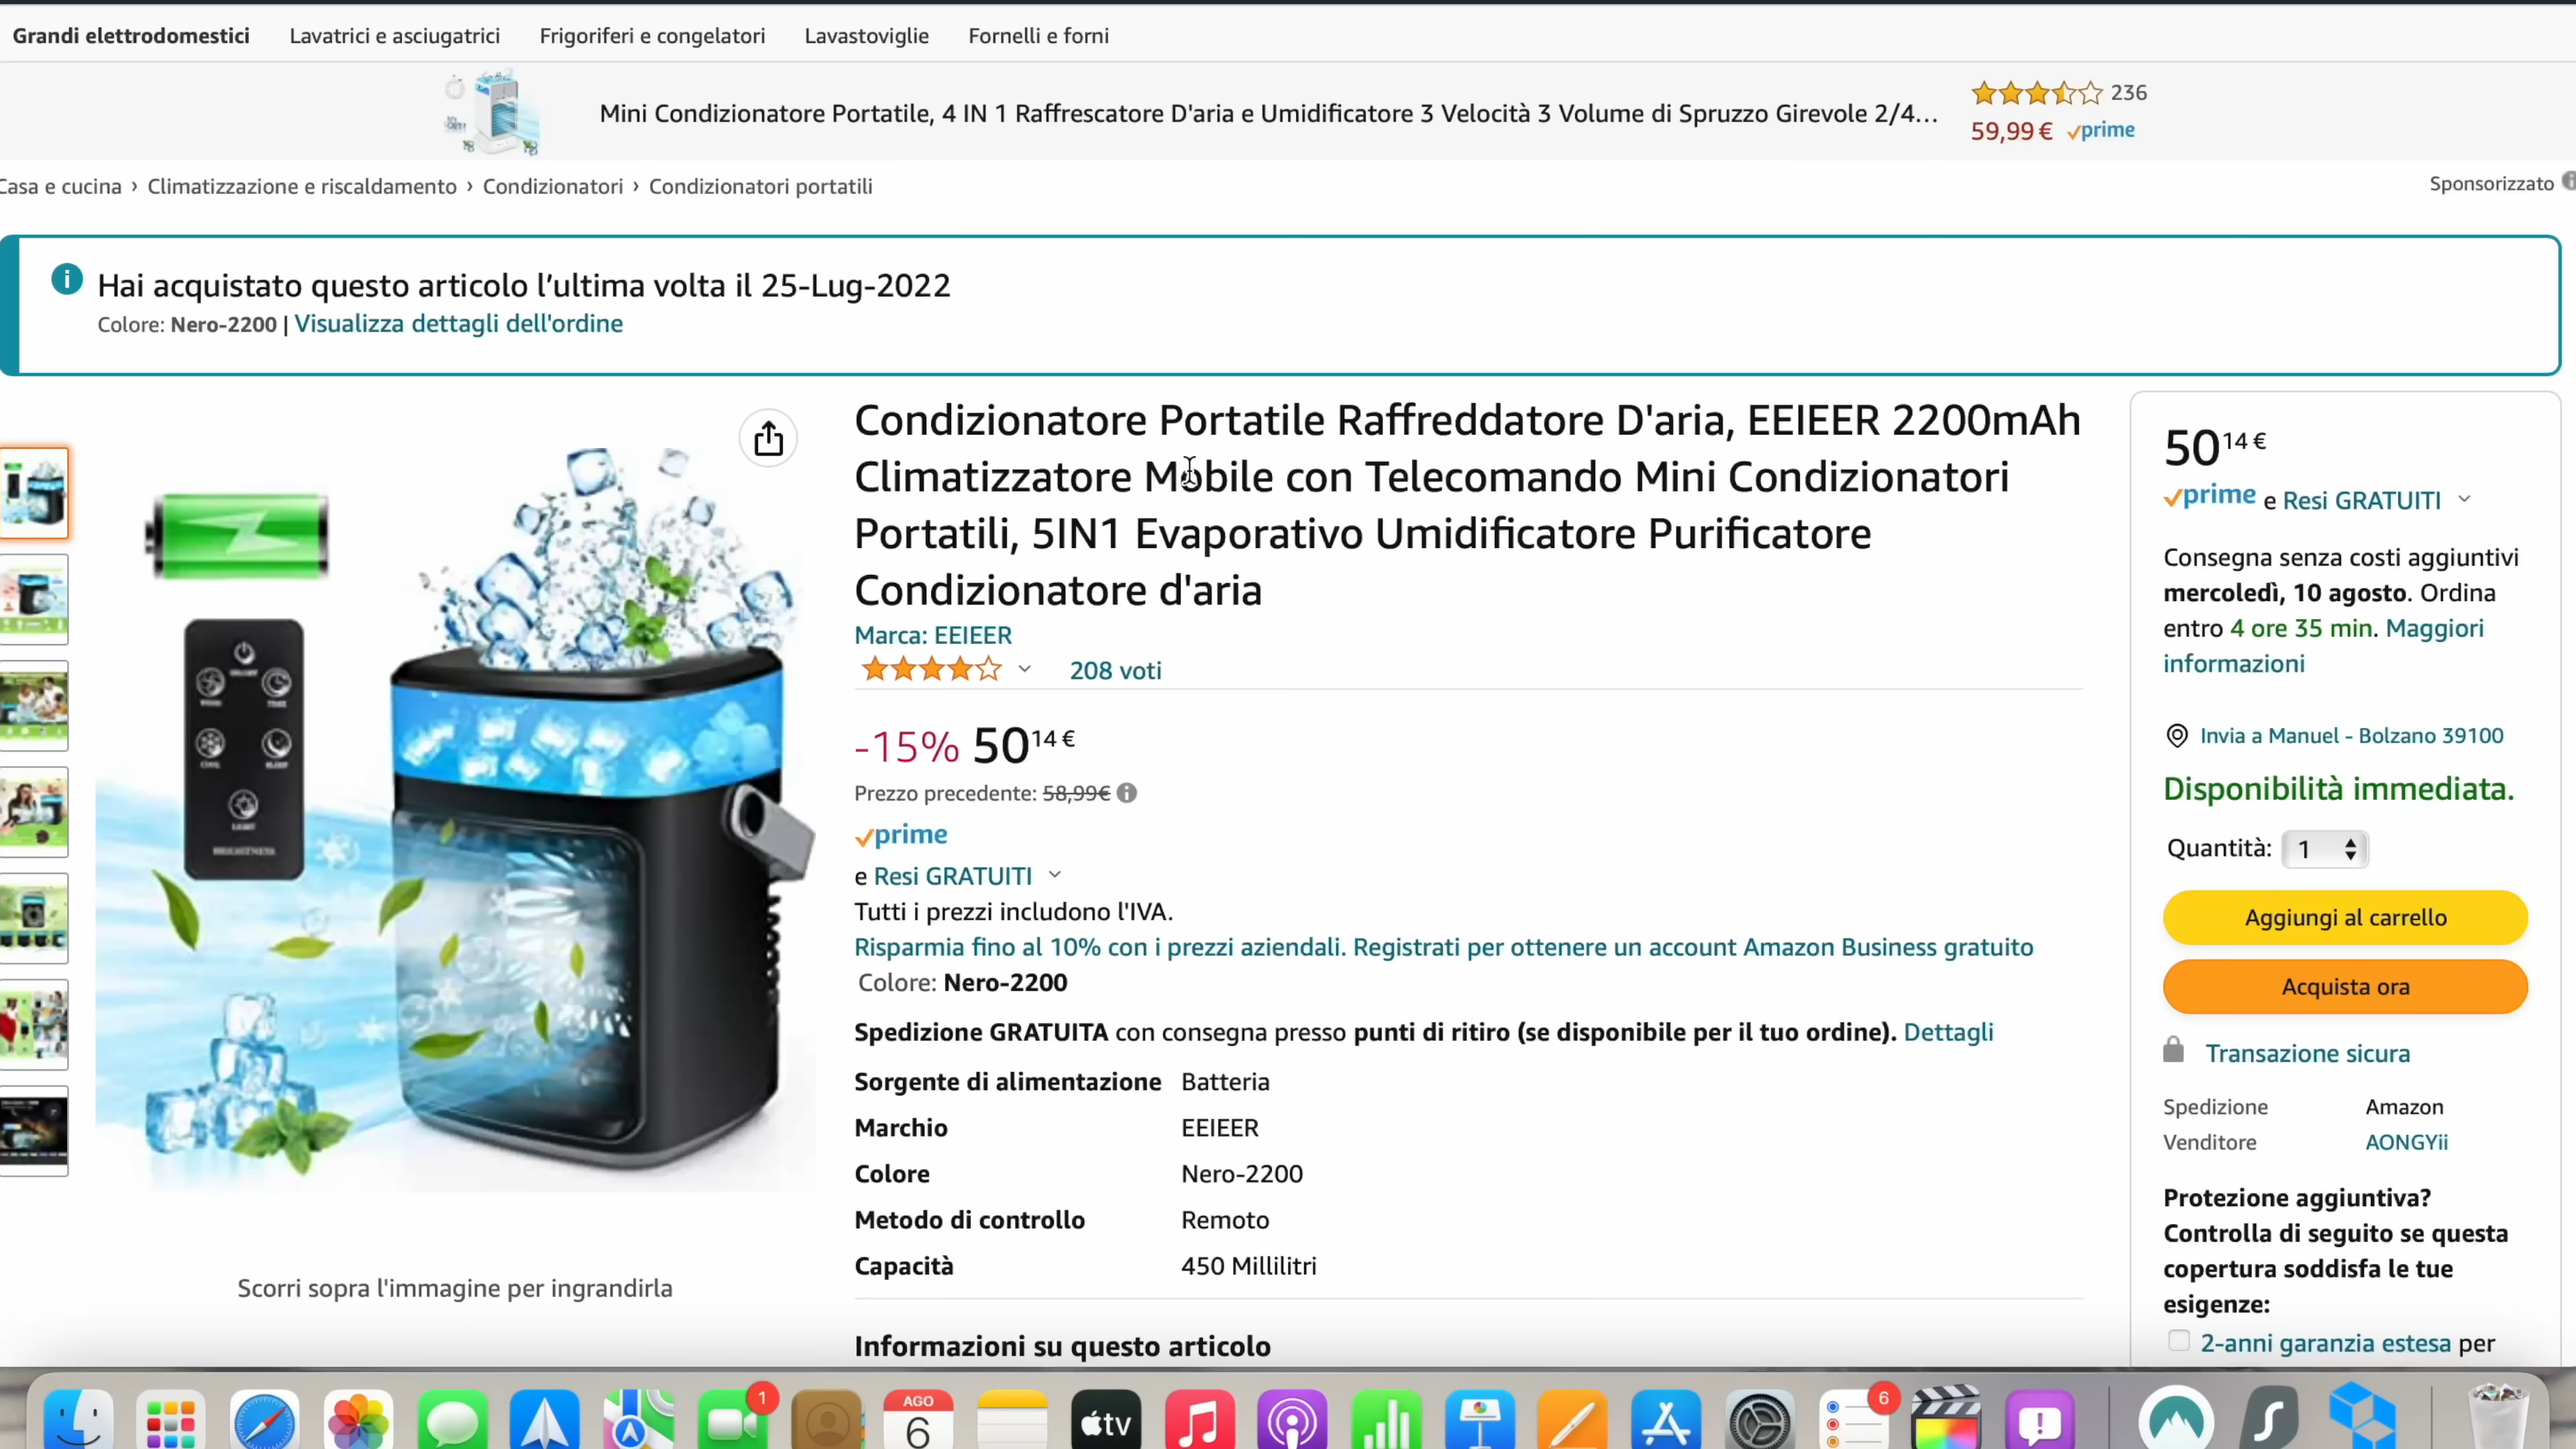 Grandi elettrodomestici Lavatrici e asciugatrici Frigoriferi e congelatori Lavastoviglie Fornelli e forni
Mini Condizionatore Portatile, 4 IN 1 Raffrescatore D'aria e Umidificatore 3 Velocità 3 Volume di Spruzzo Girevole 2/4...
236
59,99 € prime
Casa e cucina › Climatizzazione e riscaldamento › Condizionatori › Condizionatori portatili
Sponsorizzato
Hai acquistato questo articolo l'ultima volta il 25-Lug-2022
Colore: Nero-2200 | Visualizza dettagli dell'ordine
Condizionatore Portatile Raffreddatore D'aria, EEIEER 2200mAh
Climatizzatore Mobile con Telecomando Mini Condizionatori
Portatili, 5IN1 Evaporativo Umidificatore Purificatore
Condizionatore d'aria
Marca: EEIEER
208 voti
-15% 50 14 €
Prezzo precedente: 58,99€
prime
e Resi GRATUITI
Tutti i prezzi includono l'IVA.
Risparmia fino al 10% con i prezzi aziendali. Registrati per ottenere un account Amazon Business gratuito
Colore: Nero-2200
Spedizione GRATUITA con consegna presso punti di ritiro (se disponibile per il tuo ordine). Dettagli
Sorgente di alimentazione Batteria
Marchio EEIEER
Colore Nero-2200
Metodo di controllo Remoto
Capacità 450 Millilitri
Informazioni su questo articolo
Scorri sopra l'immagine per ingrandirla
50 14 €
prime e Resi GRATUITI
Consegna senza costi aggiuntivi
mercoledì, 10 agosto. Ordina
entro 4 ore 35 min. Maggiori
informazioni
Invia a Manuel - Bolzano 39100
Disponibilità immediata.
Quantità: 1
Aggiungi al carrello
Acquista ora
Transazione sicura
Spedizione Amazon
Venditore AONGYii
Protezione aggiuntiva?
Controlla di seguito se questa
copertura soddisfa le tue
esigenze:
2-anni garanzia estesa per
1
AGO
6
tv
6